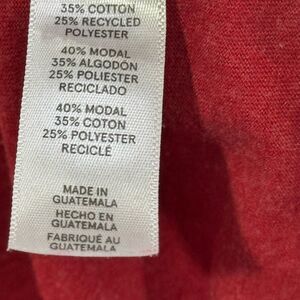 35% COTTON
25% RECYCLED
POLYESTER
40% MODAL
35% ALGODÓN
25% POLIESTER
RECICLADO
40% MODAL
35% COTON
25% POLYESTER
RECICLÉ
MADE IN
GUATEMALA
HECHO EN
GUATEMALA
FABRIQUÉ AU
GUATEMALA